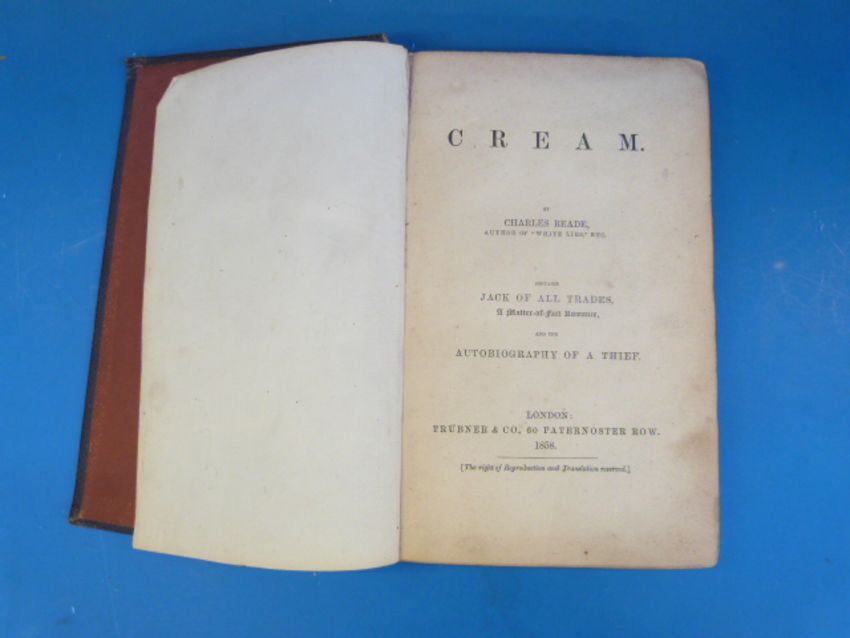 CREAM.
BY
CHARLES READE,
AUTHOR OF "WHITE LIES," ETC.
CONTAINS
JACK OF ALL TRADES,
A Matter-of-Fact Romance,
AND THE
AUTOBIOGRAPHY OF A THIEF.
LONDON:
TRÜBNER & CO., 60 PATERNOSTER ROW.
1858.
[The right of Reproduction and Translation reserved.]